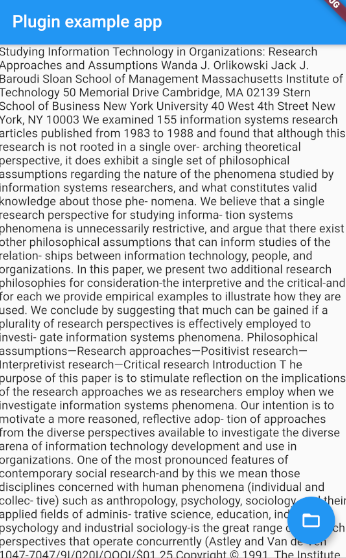 Plugin example app
Studying Information Technology in Organizations: Research
Approaches and Assumptions Wanda J. Orlikowski Jack J.
Baroudi Sloan School of Management Massachusetts Institute of
Technology 50 Memorial Drive Cambridge, MA 02139 Stern
School of Business New York University 40 West 4th Street New
York, NY 10003 We examined 155 information systems research
articles published from 1983 to 1988 and found that although this
research is not rooted in a single over- arching theoretical
perspective, it does exhibit a single set of philosophical
assumptions regarding the nature of the phenomena studied by
information systems researchers, and what constitutes valid
knowledge about those phe- nomena. We believe that a single
research perspective for studying informa- tion systems
phenomena is unnecessarily restrictive, and argue that there exist
other philosophical assumptions that can inform studies of the
relation- ships between information technology, people, and
organizations. In this paper, we present two additional research
philosophies for consideration-the interpretive and the critical-and
for each we provide empirical examples to illustrate how they are
used. We conclude by suggesting that much can be gained if a
plurality of research perspectives is effectively employed to
investi- gate information systems phenomena. Philosophical
assumptions—Research approaches—Positivist research—
Interpretivist research—Critical research Introduction T he
purpose of this paper is to stimulate reflection on the implications
of the research approaches we as researchers employ when we
investigate information systems phenomena. Our intention is to
motivate a more reasoned, reflective adop- tion of approaches
from the diverse perspectives available to investigate the diverse
arena of information technology development and use in
organizations. One of the most pronounced features of
contemporary social research-and by this we mean those
disciplines concerned with human phenomena (individual and
collec- tive) such as anthropology, psychology, sociology, their
applied fields of adminis- trative science, education,
psychology and industrial sociology-is the great range
perspectives that operate concurrently (Astley and Van de Ven
1047-7047/91/0201/0001 $01.25 Copyright © 1991, The Institute